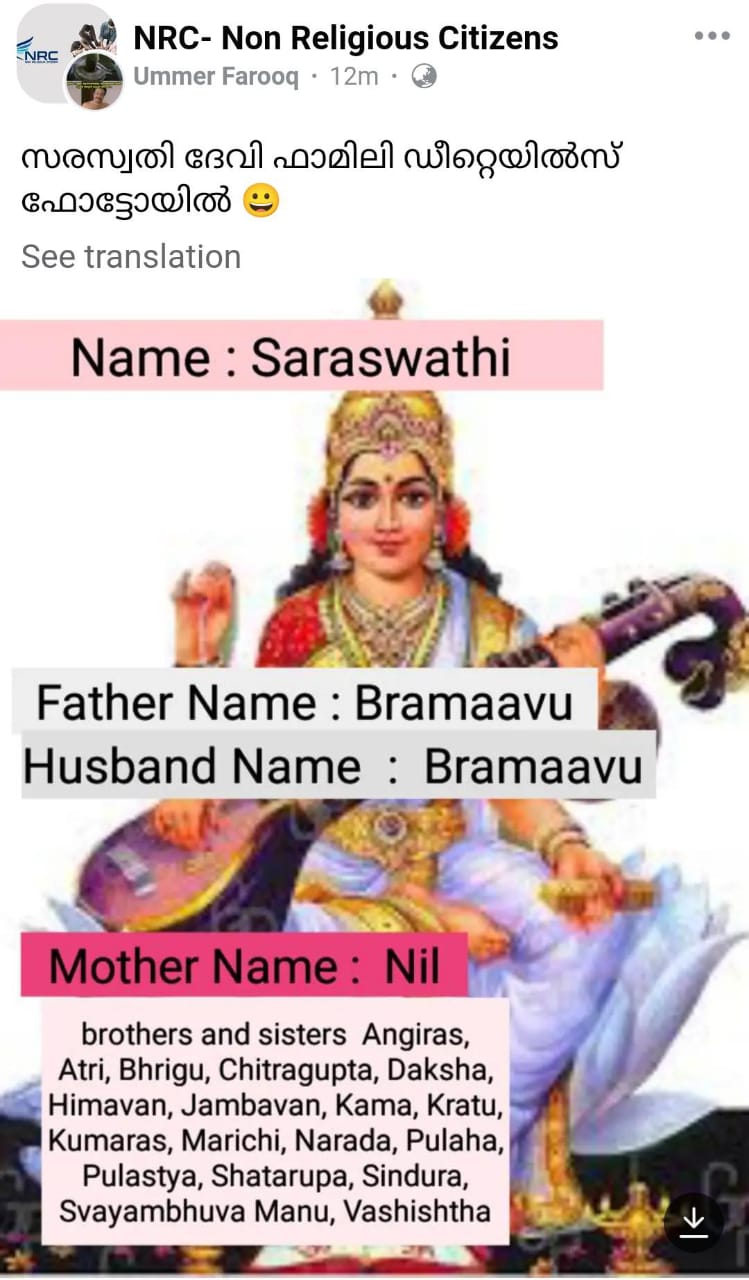 NRC
NRC- Non Religious Citizens
Ummer Farooq · 12m ·
സരസ്വതി ദേവി ഫാമിലി ഡീറ്റെയിൽസ്
ഫോട്ടോയിൽ 😀
See translation
Name : Saraswathi
Father Name : Bramaavu
Husband Name : Bramaavu
Mother Name : Nil
brothers and sisters Angiras,
Atri, Bhrigu, Chitragupta, Daksha,
Himavan, Jambavan, Kama, Kratu,
Kumaras, Marichi, Narada, Pulaha,
Pulastya, Shatarupa, Sindura,
Svayambhuva Manu, Vashishtha